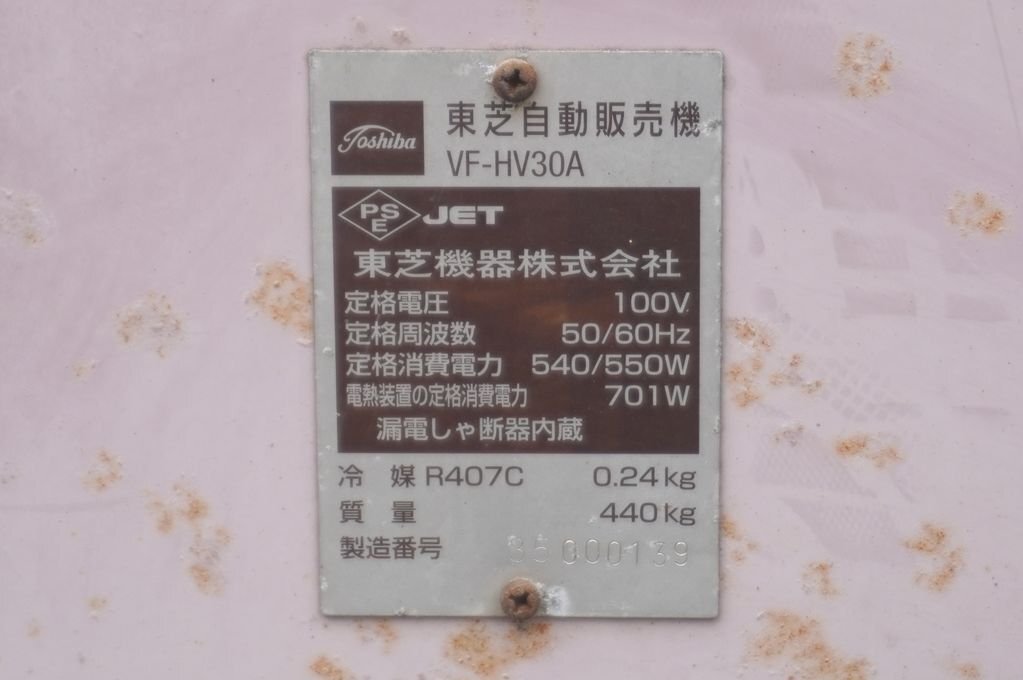 Toshiba
東芝自動販売機
VF-HV30A
PSE JET
東芝機器株式会社
定格電圧 100V
定格周波数 50/60Hz
定格消費電力 540/550W
電熱装置の定格消費電力 701W
漏電しゃ断器内蔵
冷媒 R407C 0.24kg
質量 440kg
製造番号 35000139